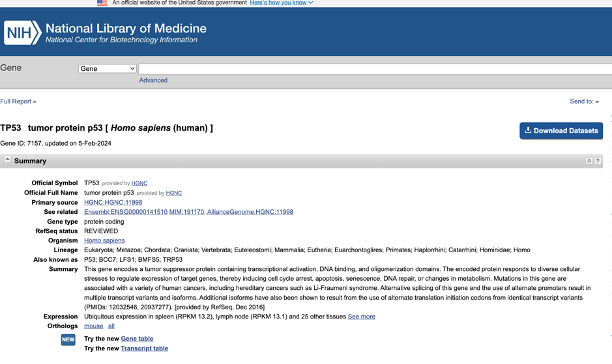 An official website of the United States government Here's how you know
NIH National Library of Medicine
National Center for Biotechnology Information
Gene Gene
Advanced
Full Report Send to:
TP53 tumor protein p53 [ Homo sapiens (human) ]
Download Datasets
Gene ID: 7157, updated on 5-Feb-2024
Summary
Official Symbol TP53 provided by HGNC
Official Full Name tumor protein p53 provided by HGNC
Primary source HGNC:HGNC:11998
See related Ensembl:ENSG00000141510 MIM:191170, AllianceGenome:HGNC:11998
Gene type protein coding
RefSeq status REVIEWED
Organism Homo sapiens
Lineage Eukaryota; Metazoa; Chordata; Craniata; Vertebrata; Euteleostomi; Mammalia; Eutheria; Euarchontoglires; Primates; Haplorrhini; Catarrhini; Hominidae; Homo
Also known as P53; BCC7; LFS1; BMFS5; TRP53
Summary This gene encodes a tumor suppressor protein containing transcriptional activation, DNA binding, and oligomerization domains. The encoded protein responds to diverse cellular
stresses to regulate expression of target genes, thereby inducing cell cycle arrest, apoptosis, senescence, DNA repair, or changes in metabolism. Mutations in this gene are
associated with a variety of human cancers, including hereditary cancers such as Li-Fraumeni syndrome. Alternative splicing of this gene and the use of alternate promoters result in
multiple transcript variants and isoforms. Additional isoforms have also been shown to result from the use of alternate translation initiation codons from identical transcript variants
(PMIDs: 12032546, 20937277). [provided by RefSeq, Dec 2016]
Expression Ubiquitous expression in spleen (RPKM 13.2), lymph node (RPKM 13.1) and 25 other tissues See more
Orthologs mouse all
NEW Try the new Gene table
Try the new Transcript table